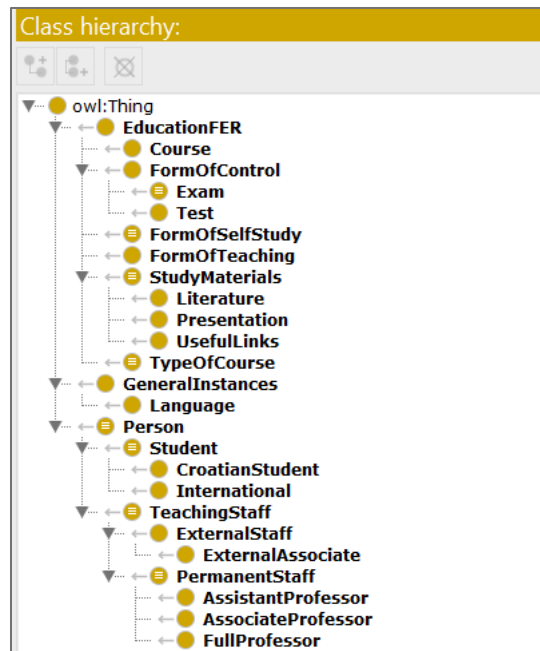 Class hierarchy:
owl:Thing
EducationFER
Course
FormOfControl
Exam
Test
FormOfSelfStudy
FormOfTeaching
StudyMaterials
Literature
Presentation
UsefulLinks
TypeOfCourse
GeneralInstances
Language
Person
Student
CroatianStudent
International
TeachingStaff
ExternalStaff
ExternalAssociate
PermanentStaff
AssistantProfessor
AssociateProfessor
FullProfessor